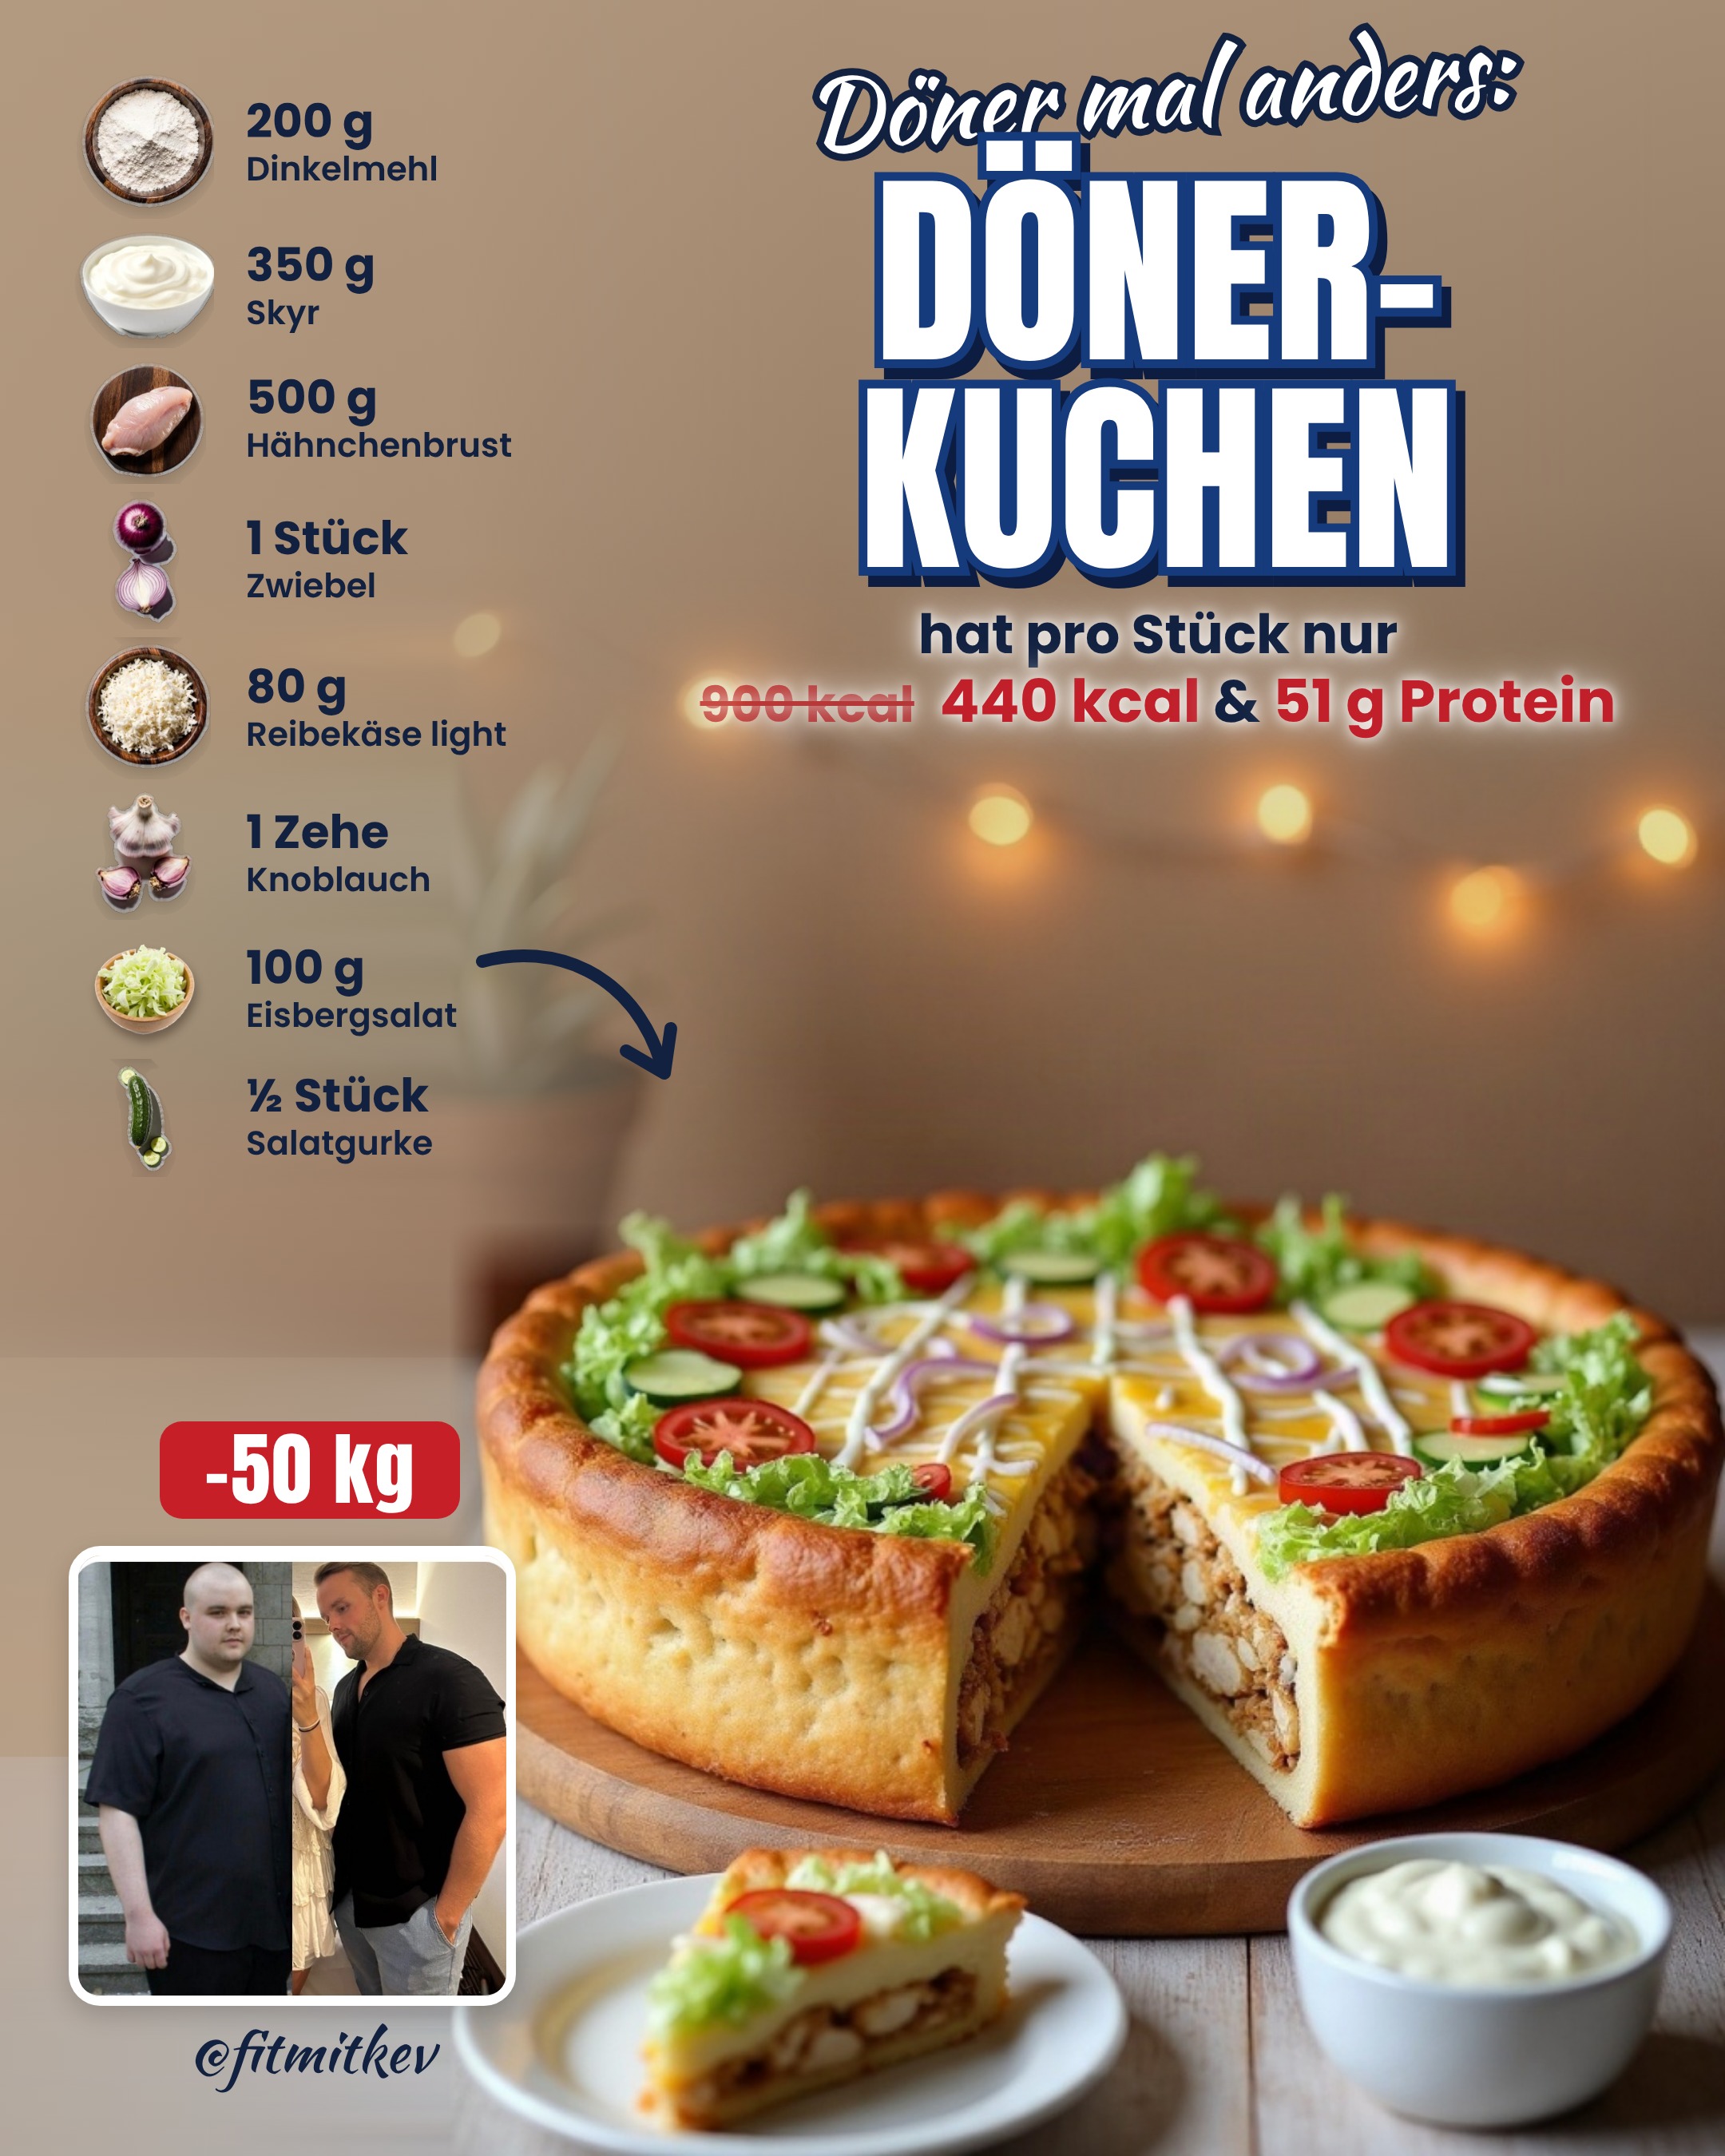 Döner mal anders:
DÖNER-
KUCHEN
hat pro Stück nur
900 kcal 440 kcal & 51 g Protein
200 g
Dinkelmehl
350 g
Skyr
500 g
Hähnchenbrust
1 Stück
Zwiebel
80 g
Reibekäse light
1 Zehe
Knoblauch
100 g
Eisbergsalat
½ Stück
Salatgurke
-50 kg
@fitmitkev